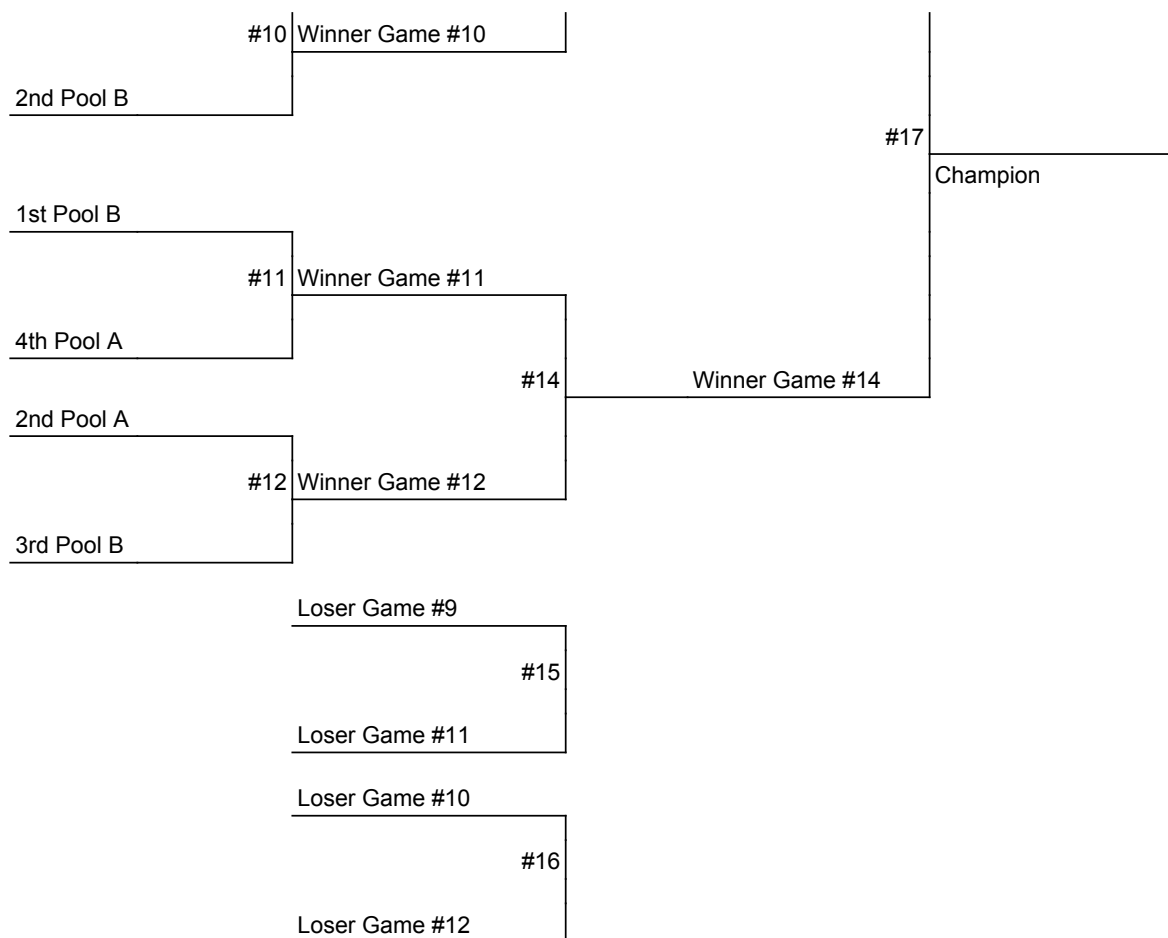 #10 Winner Game #10
2nd Pool B
#17
Champion
1st Pool B
#11 Winner Game #11
4th Pool A
#14 Winner Game #14
2nd Pool A
#12 Winner Game #12
3rd Pool B
Loser Game #9
#15
Loser Game #11
Loser Game #10
#16
Loser Game #12